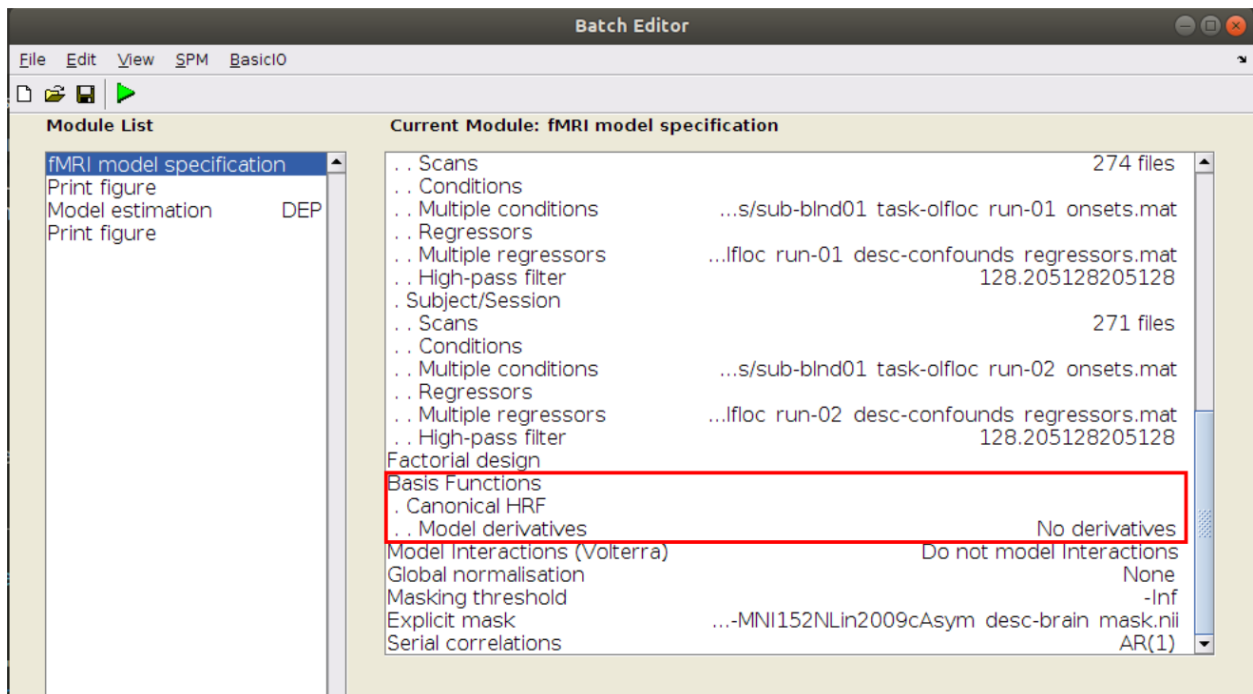 Batch Editor
File Edit View SPM BasicIO
Module List
fMRI model specification
Print figure
Model estimation DEP
Print figure
Current Module: fMRI model specification
. . Scans 274 files
. . Conditions
. . Multiple conditions ...s/sub-blnd01 task-olfloc run-01 onsets.mat
. . Regressors
. . Multiple regressors ...lfloc run-01 desc-confounds regressors.mat
. . High-pass filter 128.205128205128
. Subject/Session
. . Scans 271 files
. . Conditions
. . Multiple conditions ...s/sub-blnd01 task-olfloc run-02 onsets.mat
. . Regressors
. . Multiple regressors ...lfloc run-02 desc-confounds regressors.mat
. . High-pass filter 128.205128205128
Factorial design
Basis Functions
. Canonical HRF
. . Model derivatives No derivatives
Model Interactions (Volterra) Do not model Interactions
Global normalisation None
Masking threshold -Inf
Explicit mask ...-MNI152NLin2009cAsym desc-brain mask.nii
Serial correlations AR(1)